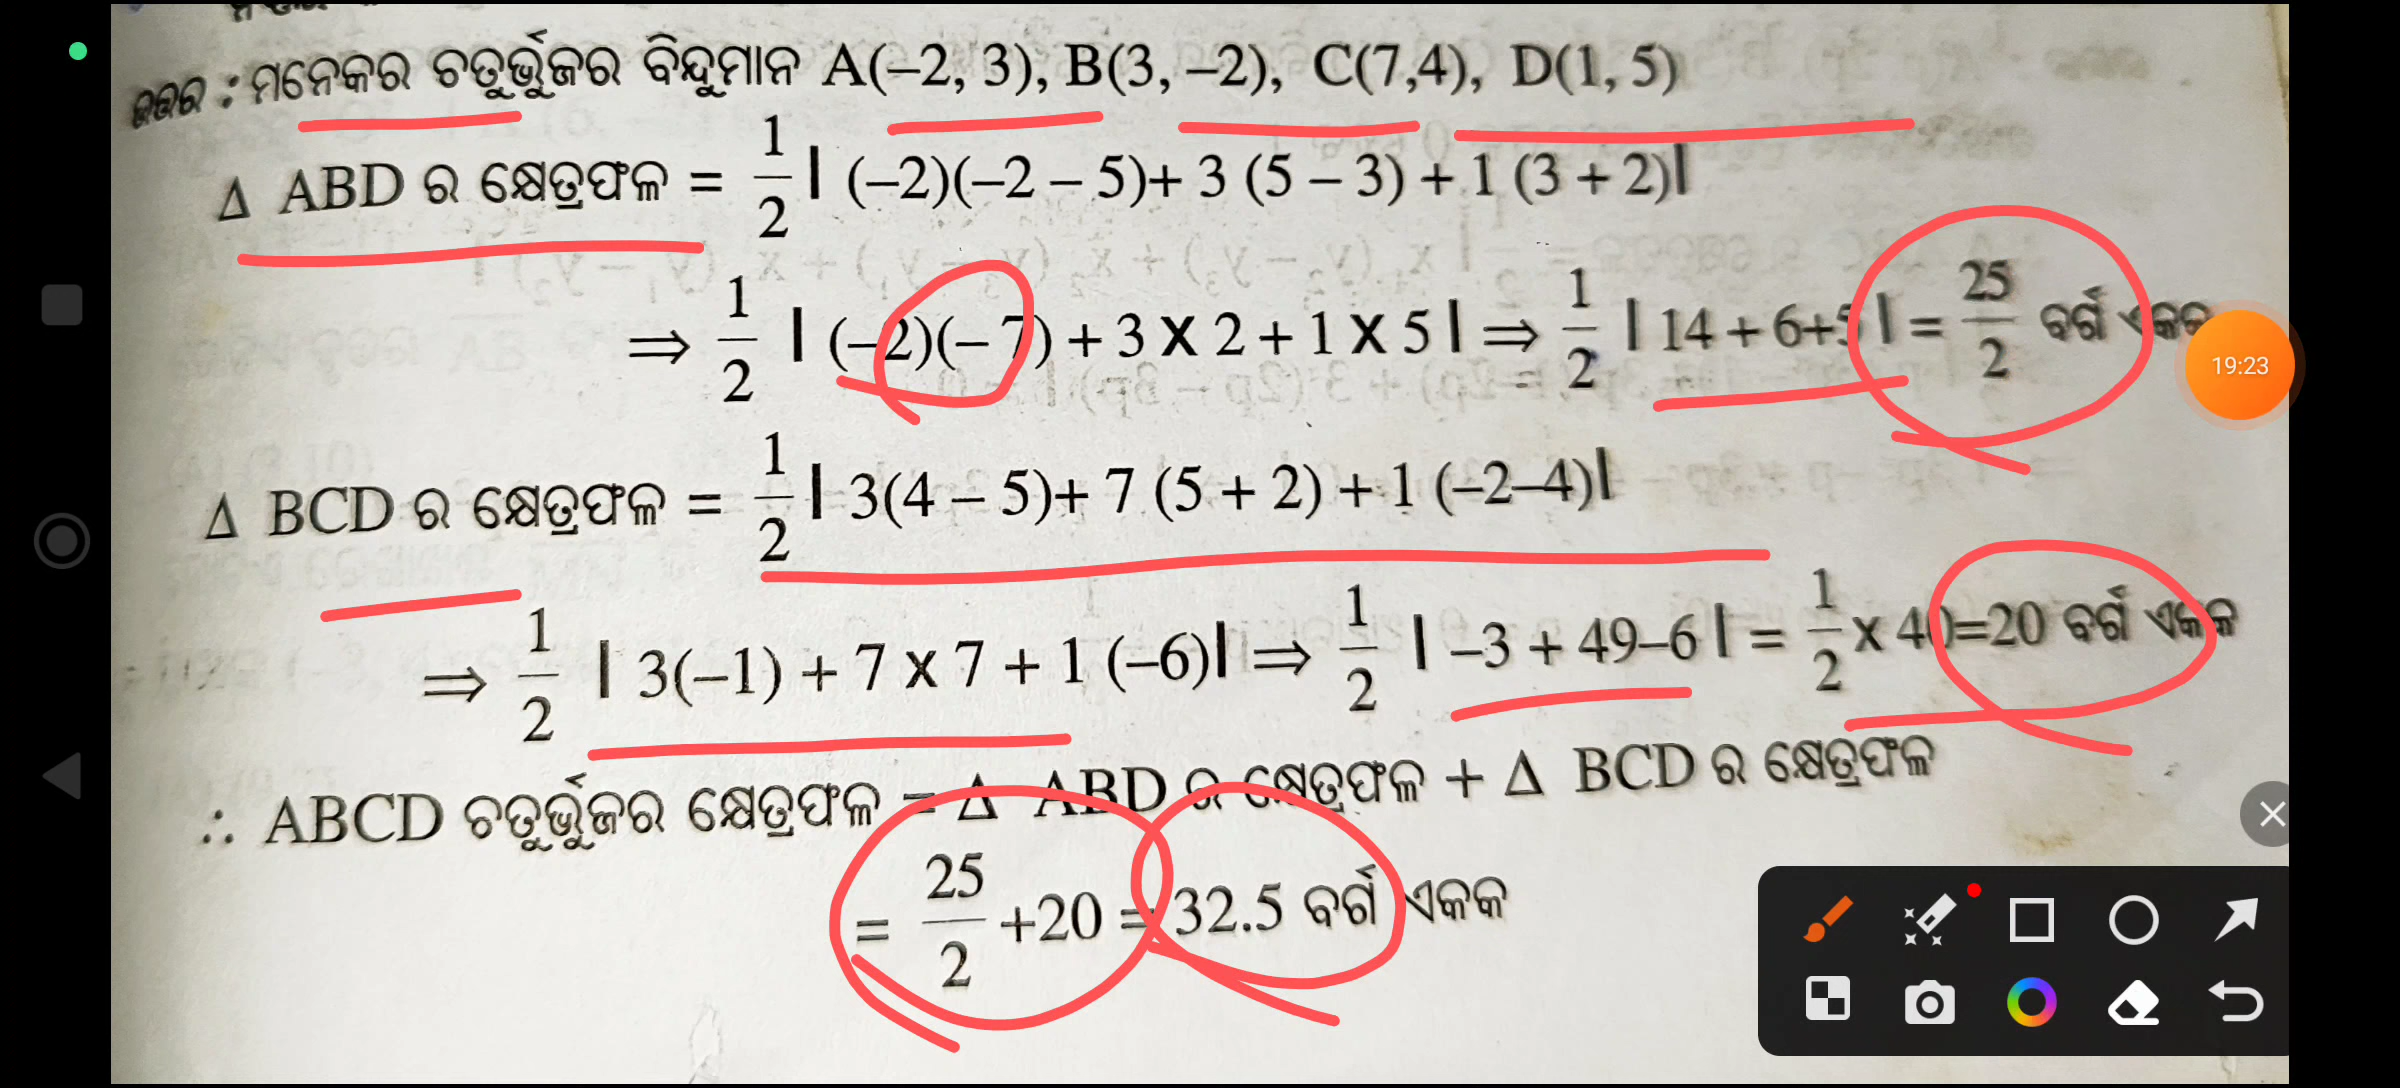 ଉତ୍ତର : ମନେକର ଚତୁର୍ଭୁଜର ବିନ୍ଦୁମାନ A(–2, 3), B(3, –2), C(7,4), D(1, 5)
Δ ABD ର କ୍ଷେତ୍ରଫଳ = 1/2 | (–2)(–2 – 5)+ 3 (5 – 3) + 1 (3 + 2)|
⇒ 1/2 | (–2)(– 7) + 3 x 2 + 1 x 5 | ⇒ 1/2 | 14 + 6+5 | = 25/2 ବର୍ଗ ଏକକ
19:23
Δ BCD ର କ୍ଷେତ୍ରଫଳ = 1/2 | 3(4 – 5)+ 7 (5 + 2) + 1 (–2–4)|
⇒ 1/2 | 3(–1) + 7 x 7 + 1 (–6)| ⇒ 1/2 | –3 + 49–6 | = 1/2 x 40=20 ବର୍ଗ ଏକକ
∴ ABCD ଚତୁର୍ଭୁଜର କ୍ଷେତ୍ରଫଳ = Δ ABD ର କ୍ଷେତ୍ରଫଳ + Δ BCD ର କ୍ଷେତ୍ରଫଳ
= 25/2 +20 = 32.5 ବର୍ଗ ଏକକ